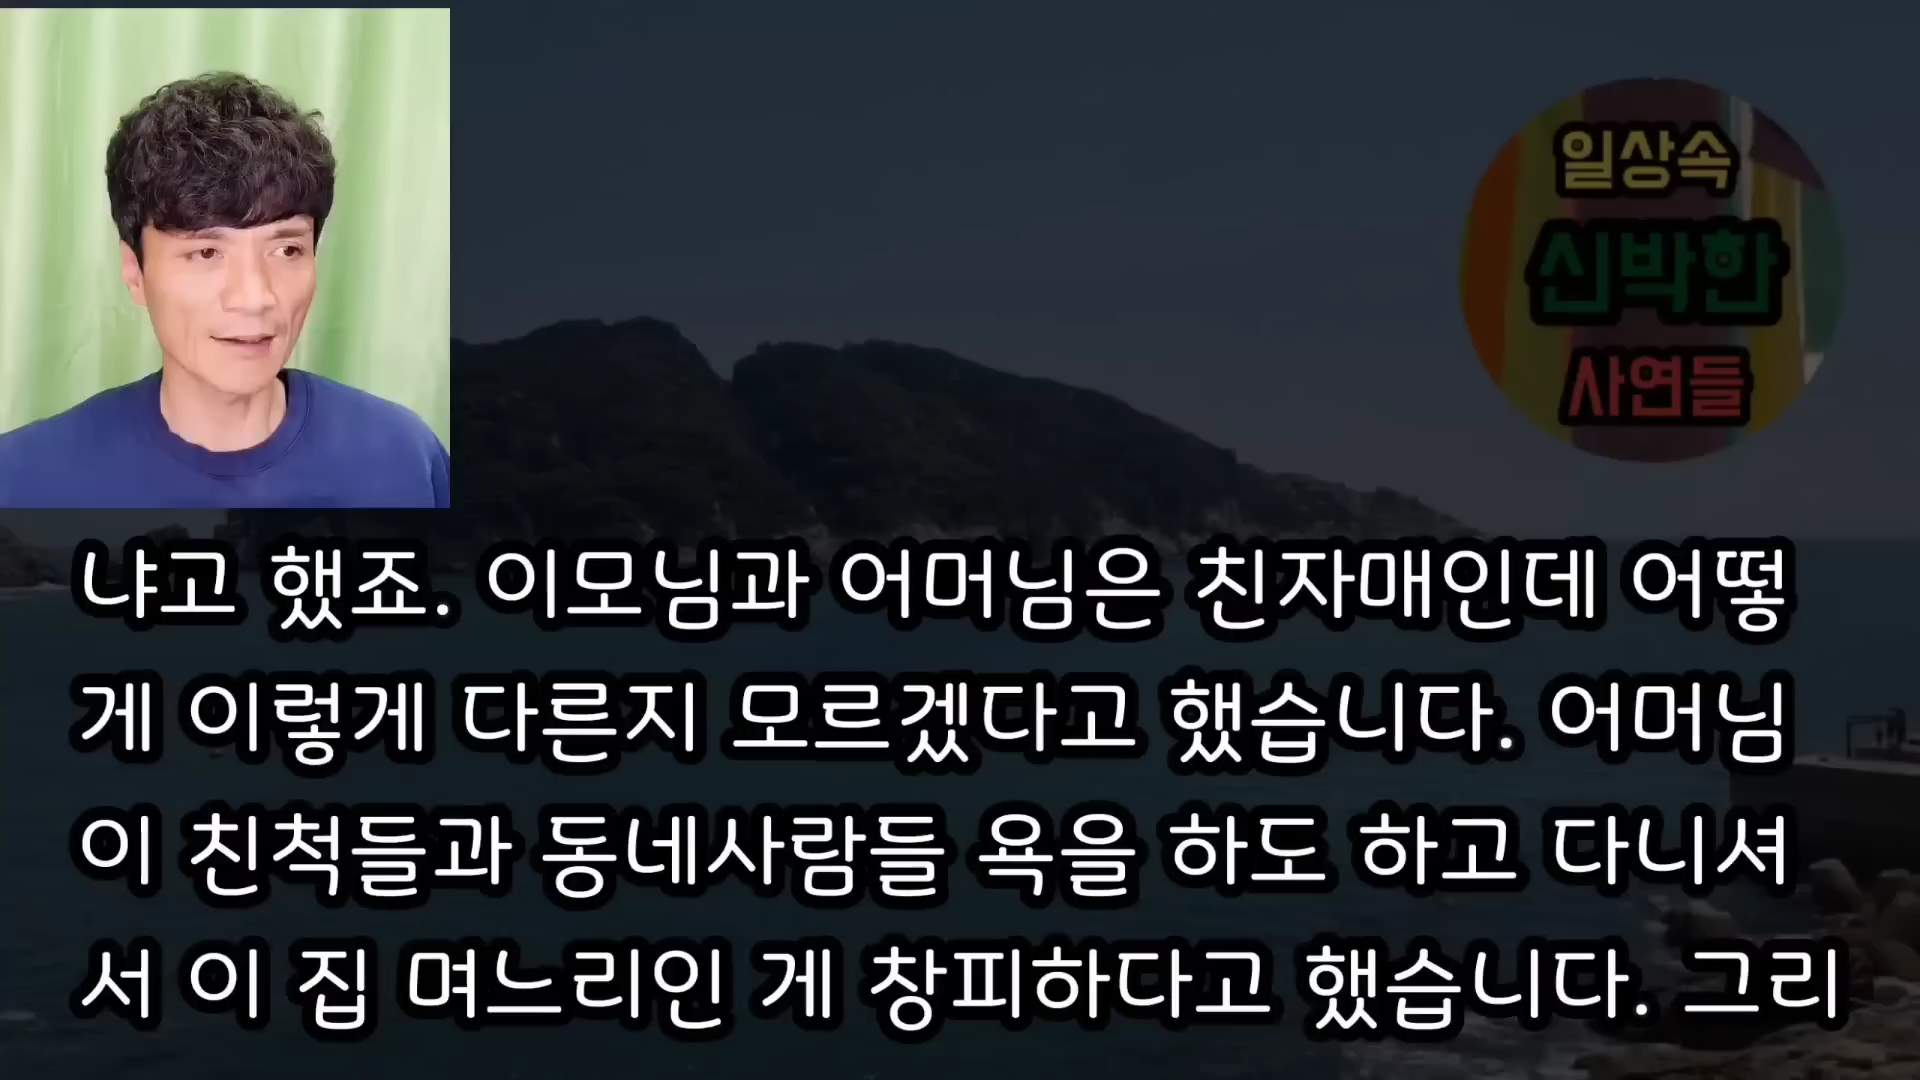 일상속
신박한
사연들
냐고 했죠. 이모님과 어머님은 친자매인데 어떻
게 이렇게 다른지 모르겠다고 했습니다. 어머님
이 친척들과 동네사람들 욕을 하도 하고 다니셔
서 이 집 며느리인 게 창피하다고 했습니다. 그리